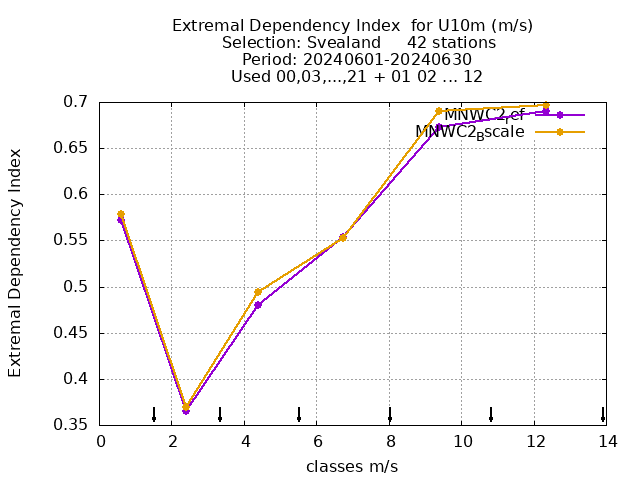 Extremal Dependency Index  for U10m (m/s)
Selection: Svealand     42 stations
Period: 20240601-20240630
Used 00,03,...,21 + 01 02 ... 12
0.7
0.65
0.6
0.55
0.5
0.45
0.4
0.35
Extremal Dependency Index
MNWC2_ref
MNWC2_Bscale
0 2 4 6 8 10 12 14
classes m/s